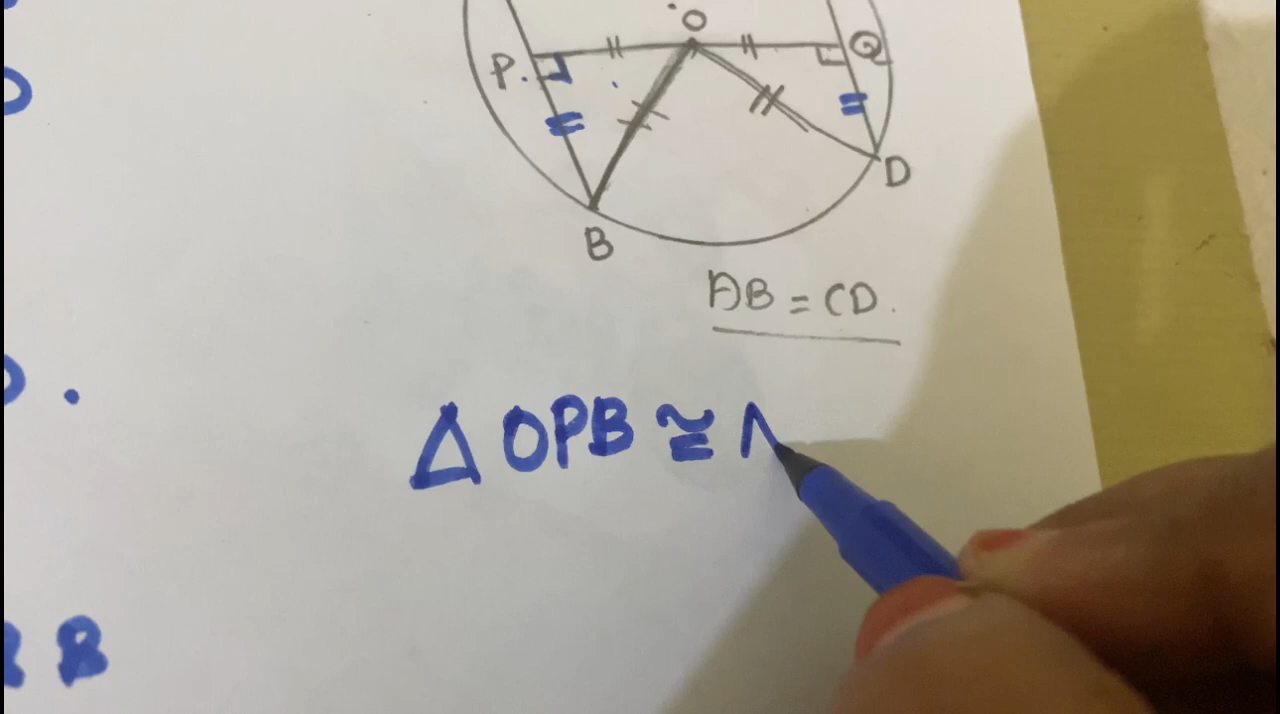 O
P.
Q
D
B
AB = CD.
△ OPB ≅
B